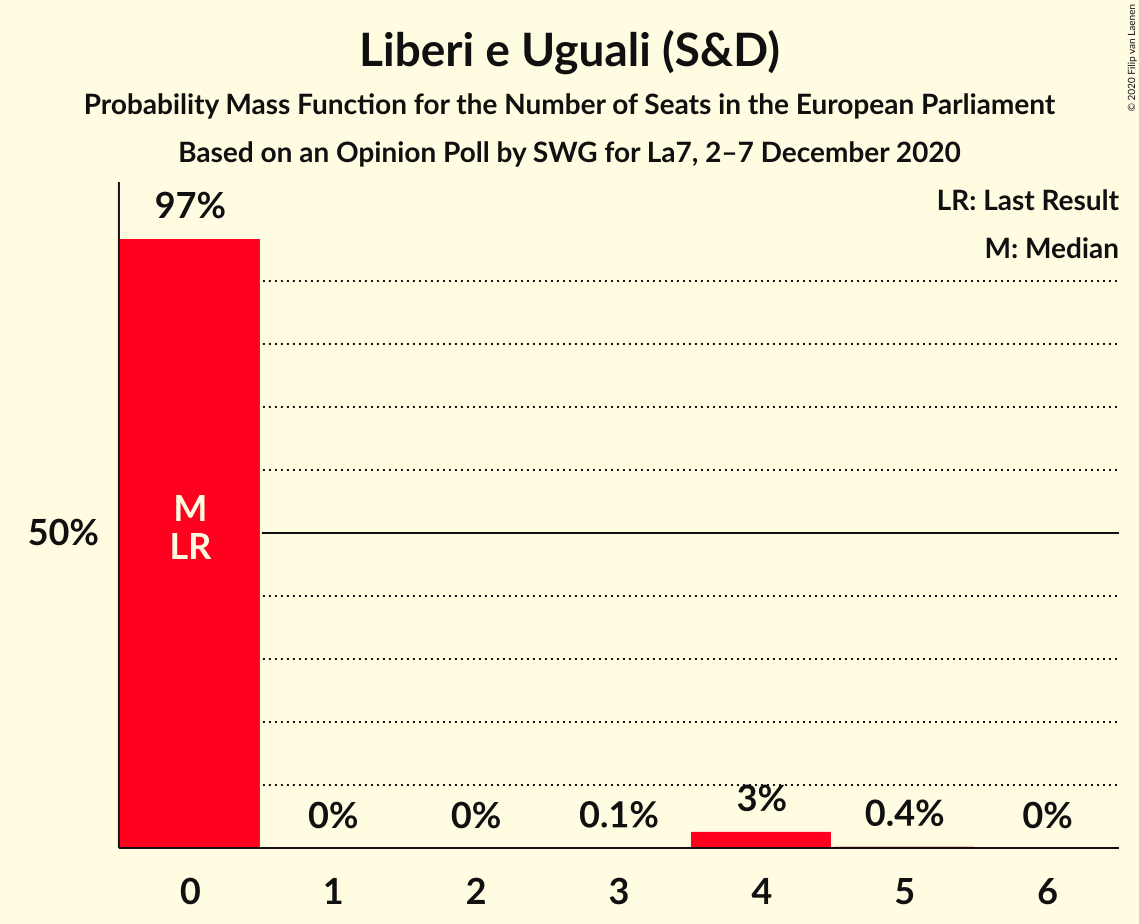 Liberi e Uguali (S&D)
Probability Mass Function for the Number of Seats in the European Parliament
Based on an Opinion Poll by SWG for La7, 2–7 December 2020
© 2020 Filip van Laenen
LR: Last Result
M: Median
97%
M
LR
50%
0%
0%
0.1%
3%
0.4%
0%
0
1
2
3
4
5
6